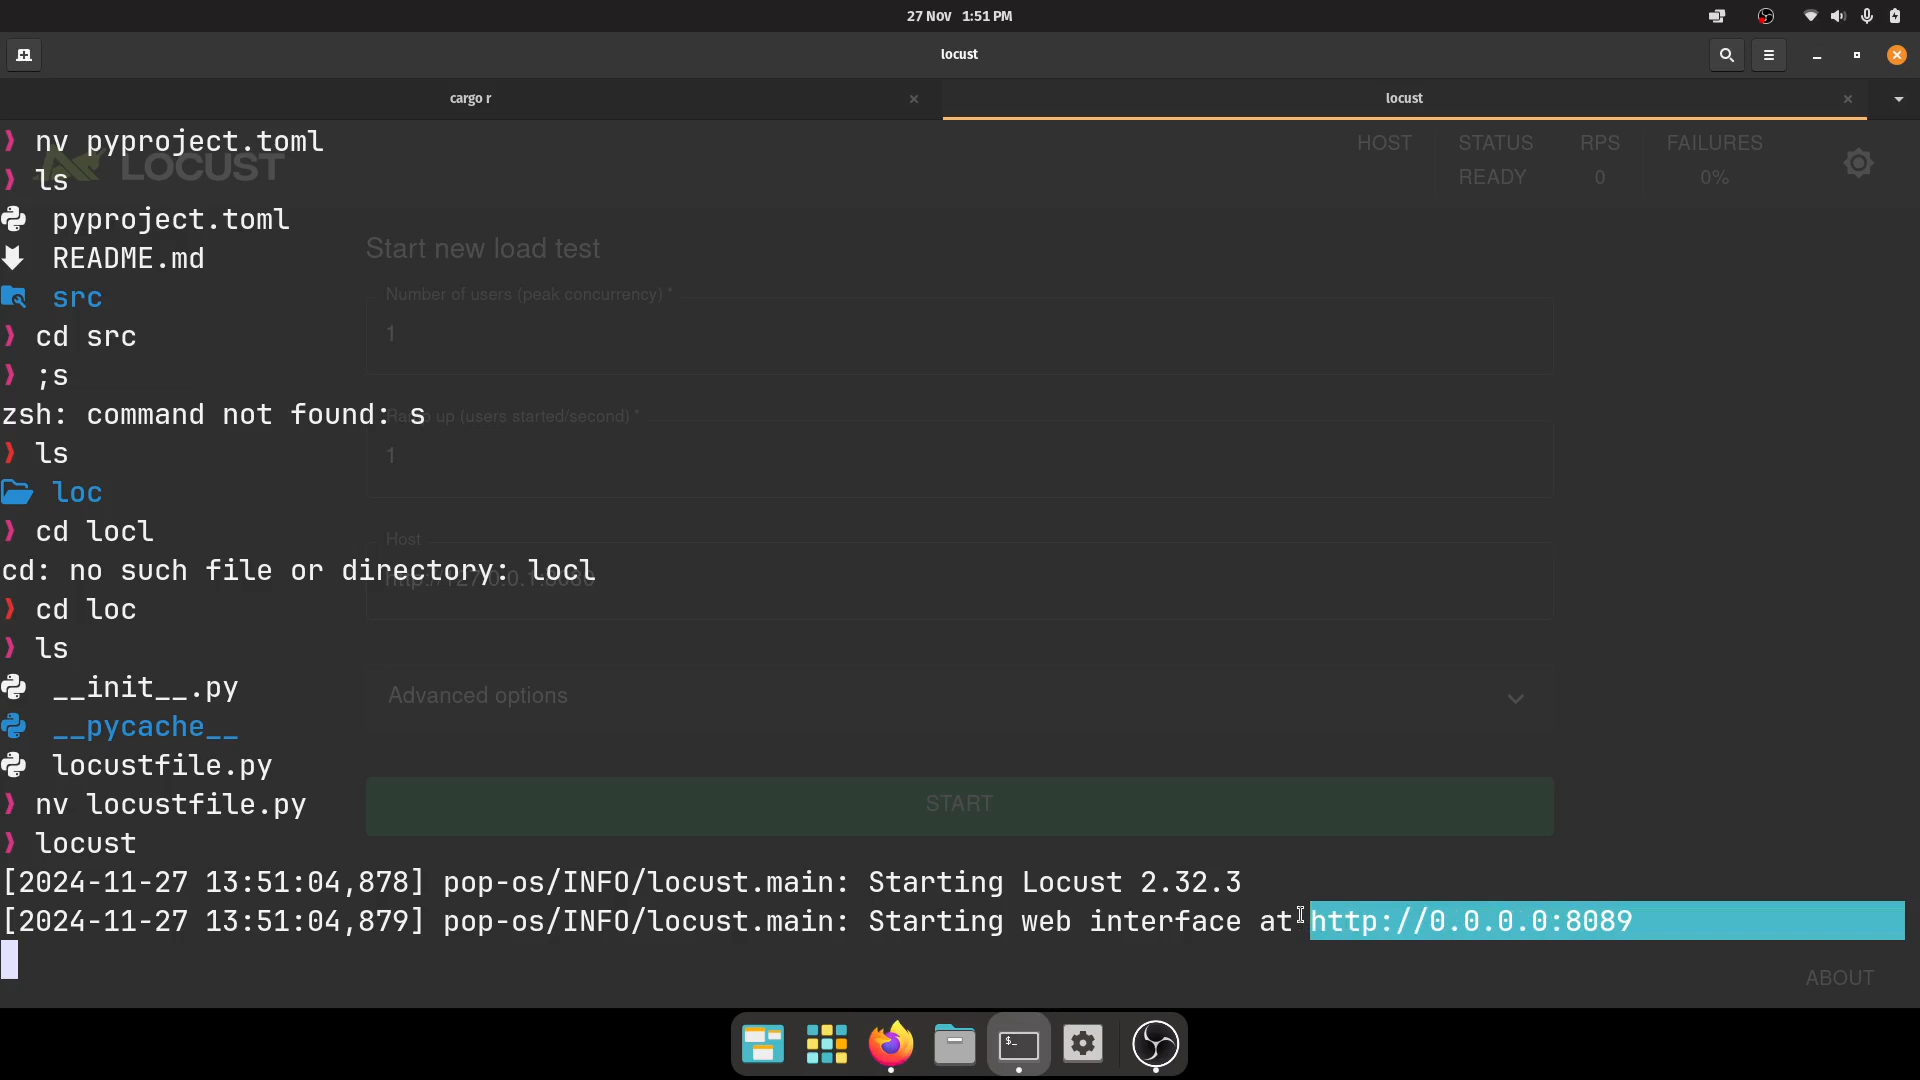 27 Nov 1:51 PM
locust
cargo r
locust
nv pyproject.toml
ls
pyproject.toml
README.md
src
cd src
;s
zsh: command not found: s
ls
loc
cd locl
cd: no such file or directory: locl
cd loc
ls
__init__.py
__pycache__
locustfile.py
nv locustfile.py
locust
[2024-11-27 13:51:04,878] pop-os/INFO/locust.main: Starting Locust 2.32.3
[2024-11-27 13:51:04,879] pop-os/INFO/locust.main: Starting web interface at http://0.0.0.0:8089
LOCUST
HOST
STATUS
READY
RPS
0
FAILURES
0%
Start new load test
Number of users (peak concurrency) *
1
up (users started/second) *
1
Host
Advanced options
START
ABOUT
$_